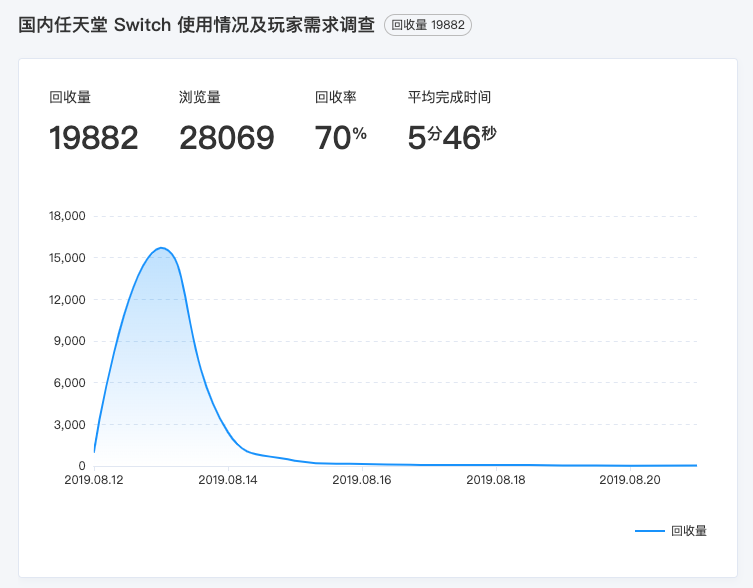 国内任天堂 Switch 使用情况及玩家需求调查 回收量 19882
回收量 浏览量 回收率 平均完成时间
19882 28069 70% 5分46秒
18,000
15,000
12,000
9,000
6,000
3,000
0
2019.08.12 2019.08.14 2019.08.16 2019.08.18 2019.08.20
回收量